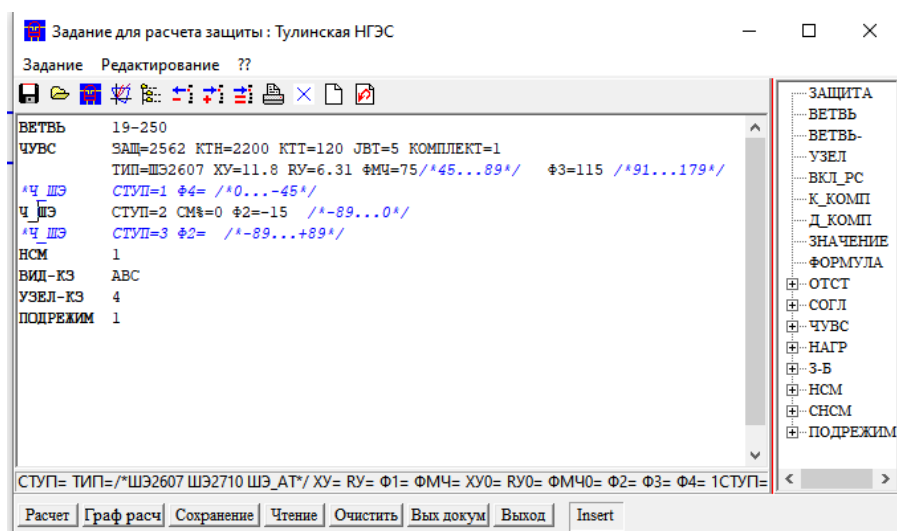 Задание для расчета защиты : Тулинская НГЭС
Задание Редактирование ??
ВЕТВЬ 19-250
ЧУВС ЗАЩ=2562 КТН=2200 КТТ=120 JВТ=5 КОМПЛЕКТ=1
ТИП=ШЭ2607 ХУ=11.8 RУ=6.31 ФМЧ=75/*45...89*/ Ф3=115 /*91...179*/
*Ч_ШЭ СТУП=1 Ф4= /*0...-45*/
Ч_ШЭ СТУП=2 СМ%=0 Ф2=-15 /*-89...0*/
*Ч_ШЭ СТУП=3 Ф2= /*-89...+89*/
НСМ 1
ВИД-КЗ АВС
УЗЕЛ-КЗ 4
ПОДРЕЖИМ 1
ЗАЩИТА
ВЕТВЬ
ВЕТВЬ-
УЗЕЛ
ВКЛ_РС
К_КОМП
Д_КОМП
ЗНАЧЕНИЕ
ФОРМУЛА
ОТСТ
СОГЛ
ЧУВС
НАГР
З-Б
НСМ
СНСМ
ПОДРЕЖИМ
СТУП= ТИП=/*ШЭ2607 ШЭ2710 ШЭ_АТ*/ ХУ= RУ= Ф1= ФМЧ= ХУ0= RУ0= ФМЧ0= Ф2= Ф3= Ф4= 1СТУП=
Расчет Граф расч Сохранение Чтение Очистить Вых докум Выход Insert